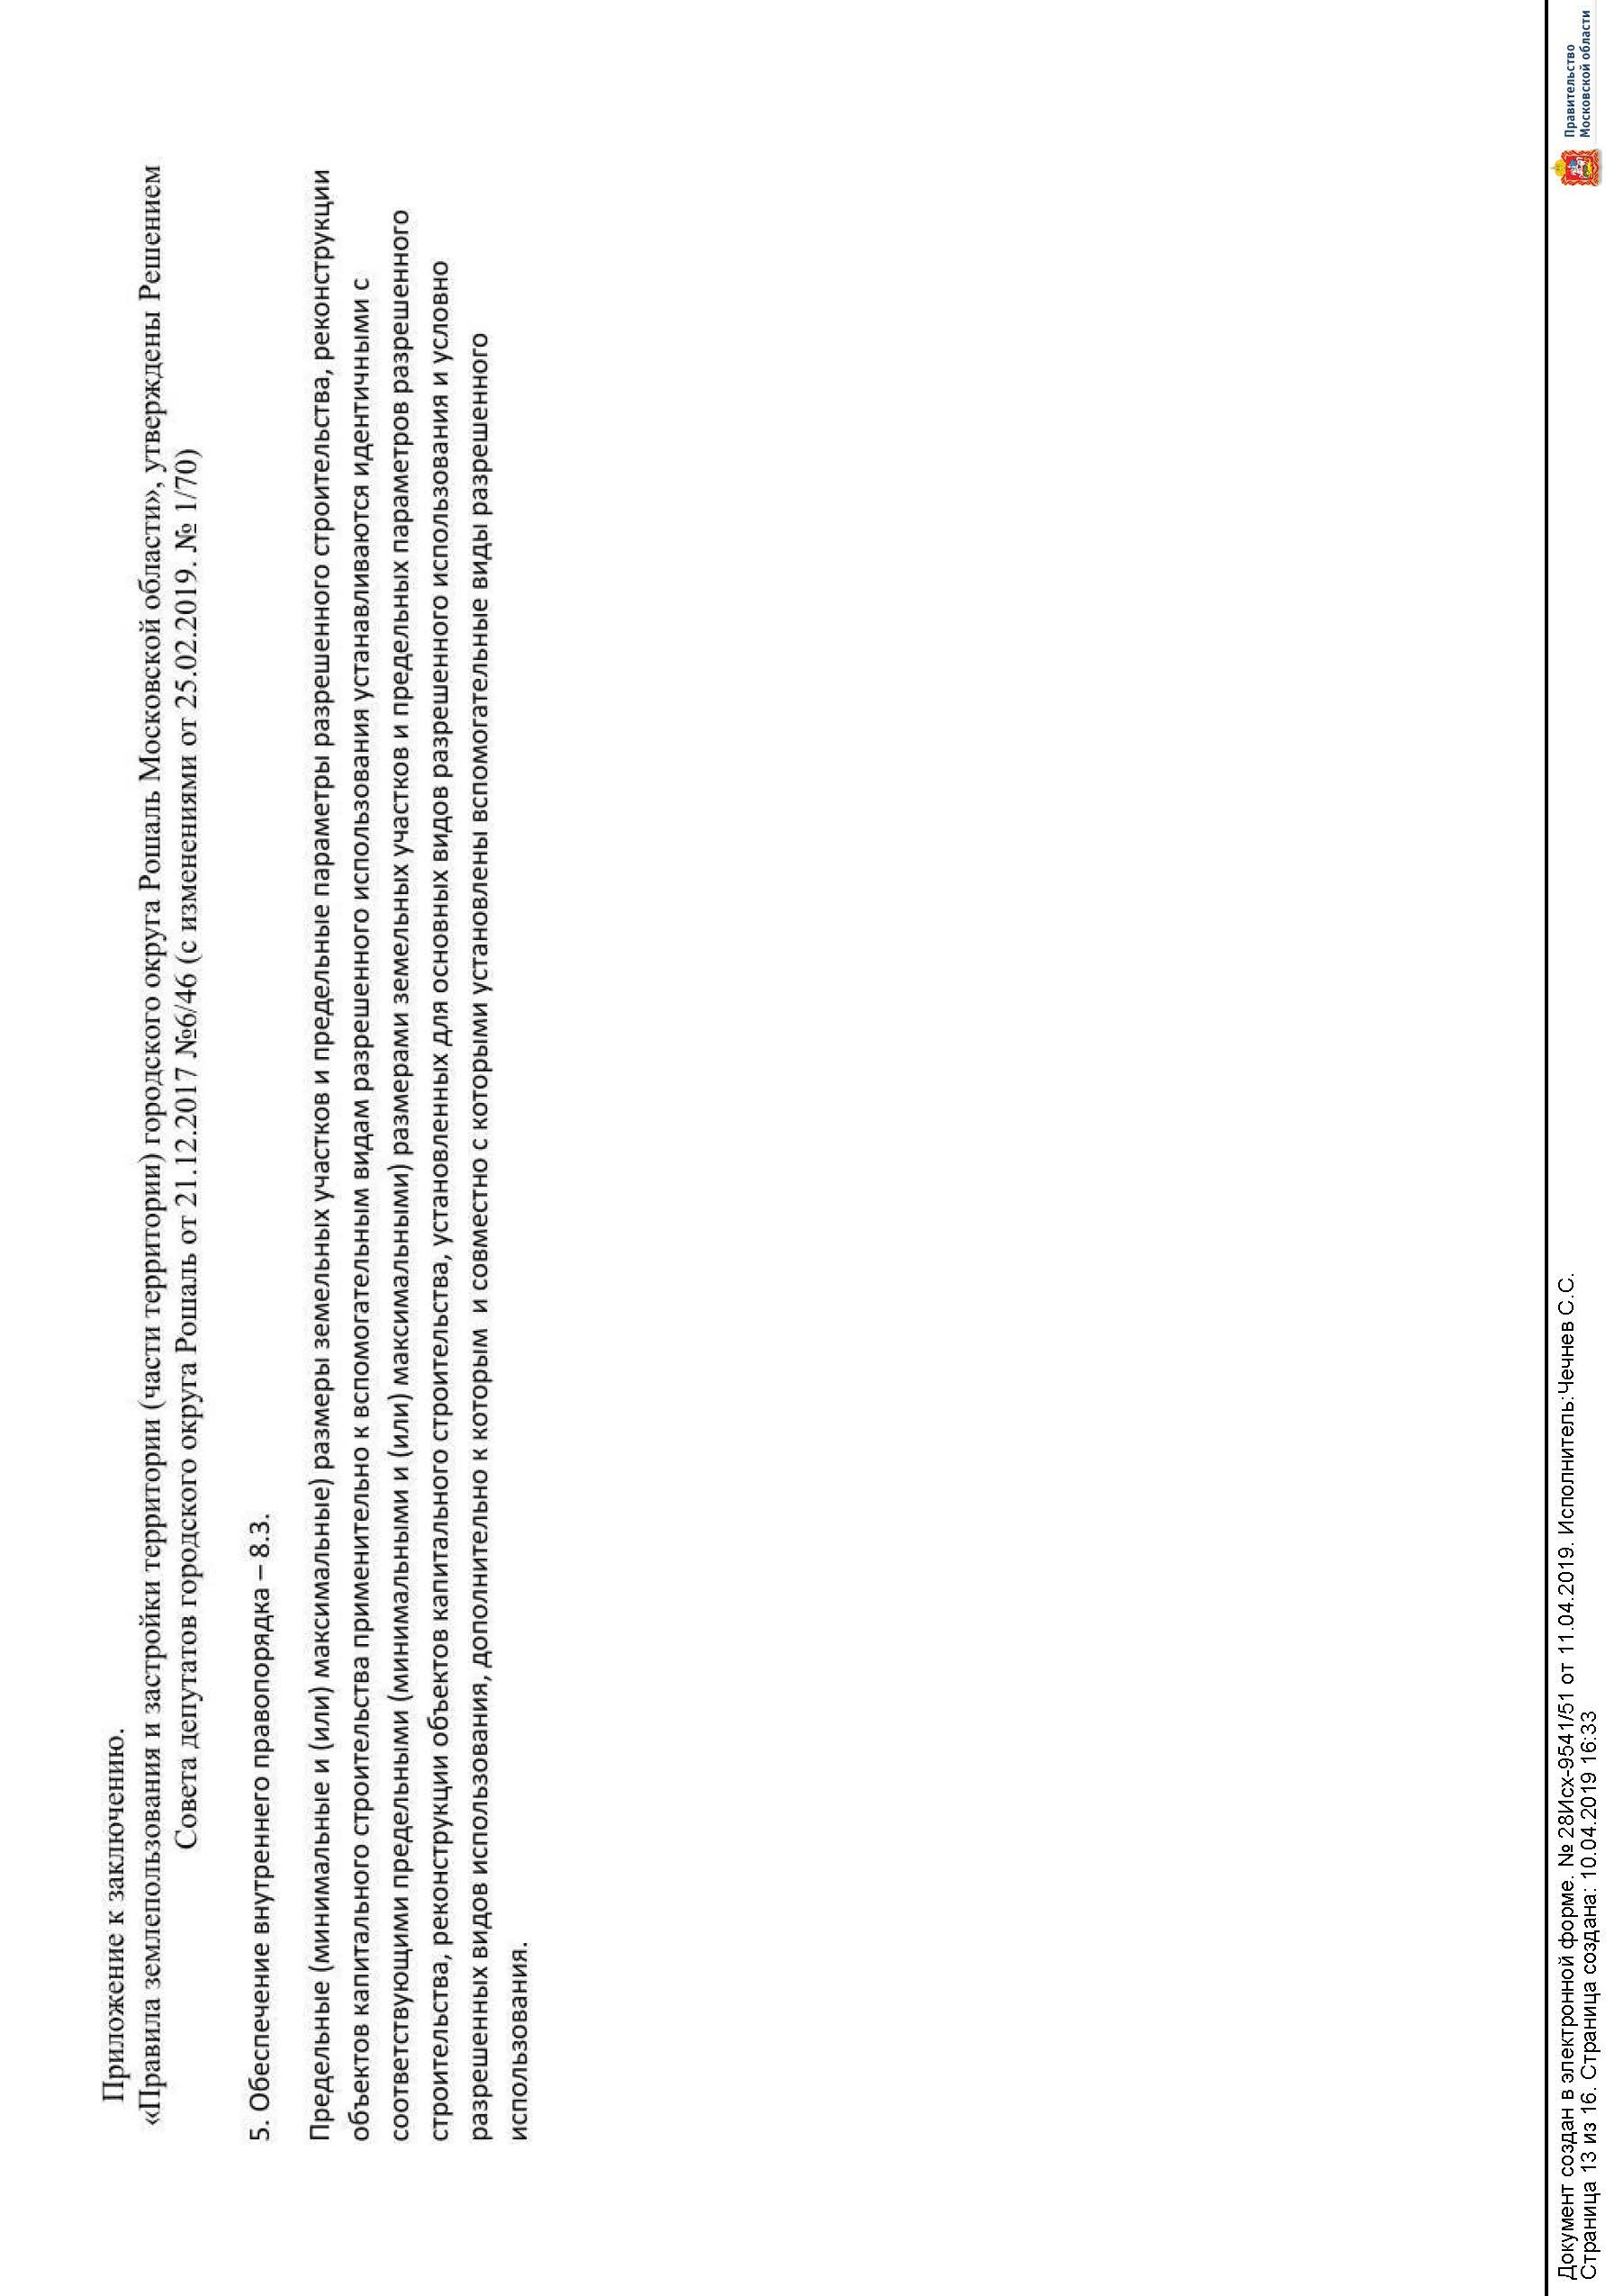 Приложение к заключению.
«Правила землепользования и застройки территории (части территории) городского округа Рошаль Московской области», утверждены Решением
Совета депутатов городского округа Рошаль от 21.12.2017 №6/46 (с изменениями от 25.02.2019. № 1/70)
5. Обеспечение внутреннего правопорядка – 8.3.
Предельные (минимальные и (или) максимальные) размеры земельных участков и предельные параметры разрешенного строительства, реконструкции
объектов капитального строительства применительно к вспомогательным видам разрешенного использования устанавливаются идентичными с
соответствующими предельными (минимальными и (или) максимальными) размерами земельных участков и предельных параметров разрешенного
строительства, реконструкции объектов капитального строительства, установленных для основных видов разрешенного использования и условно
разрешенных видов использования, дополнительно к которым  и совместно с которыми установлены вспомогательные виды разрешенного
использования.
Документ создан в электронной форме. № 28Исх-9541/51 от 11.04.2019. Исполнитель:Чечнев С.С.
Страница 13 из 16. Страница создана: 10.04.2019 16:33
Правительство
Московской области